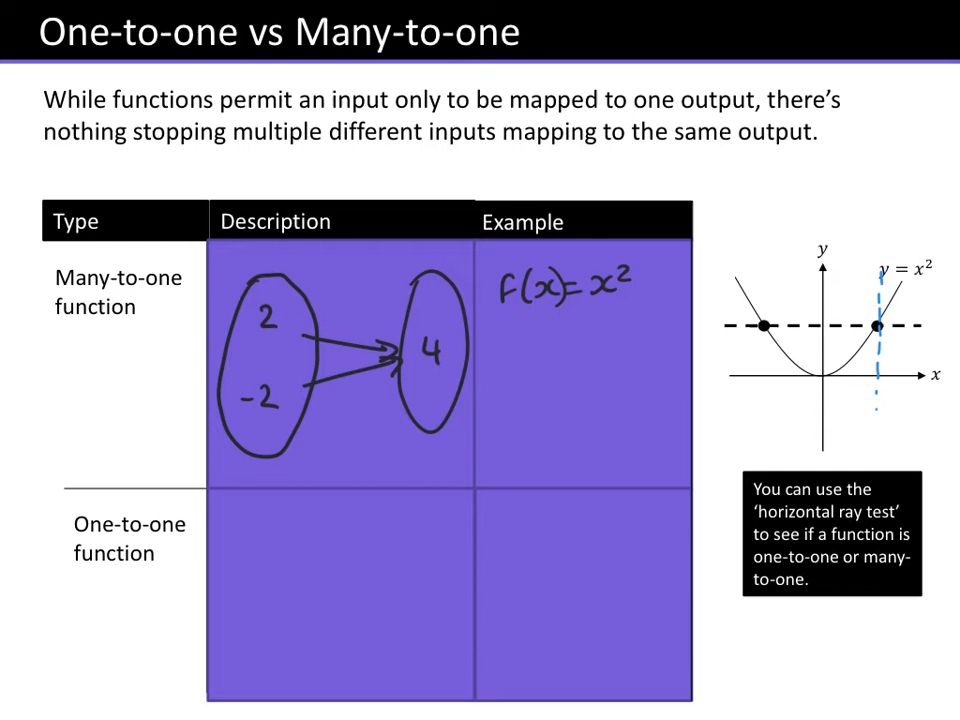 One-to-one vs Many-to-one
While functions permit an input only to be mapped to one output, there's
nothing stopping multiple different inputs mapping to the same output.
Type Description Example
Many-to-one
function
2
-2
4
f(x)= x²
y
y = x²
x
One-to-one
function
You can use the
'horizontal ray test'
to see if a function is
one-to-one or many-
to-one.